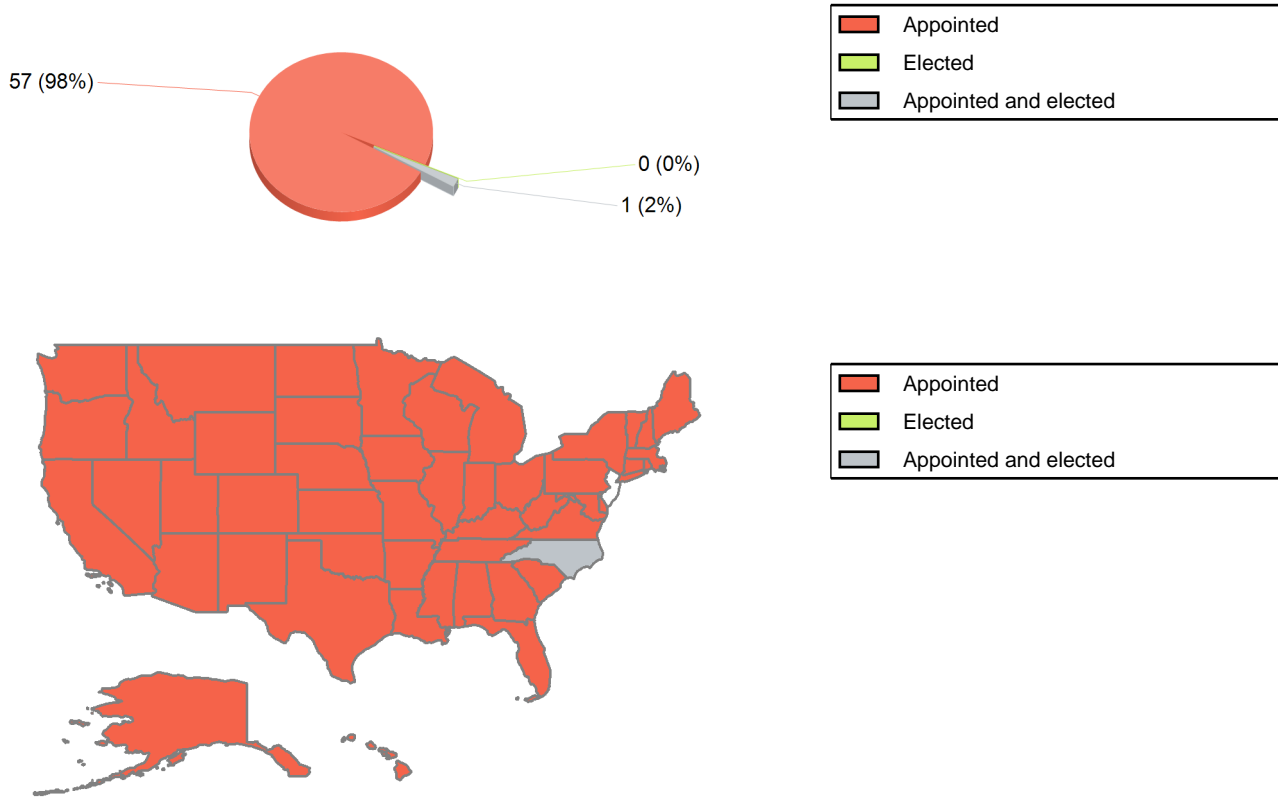 57 (98%)
0 (0%)
1 (2%)
Appointed
Elected
Appointed and elected
Appointed
Elected
Appointed and elected